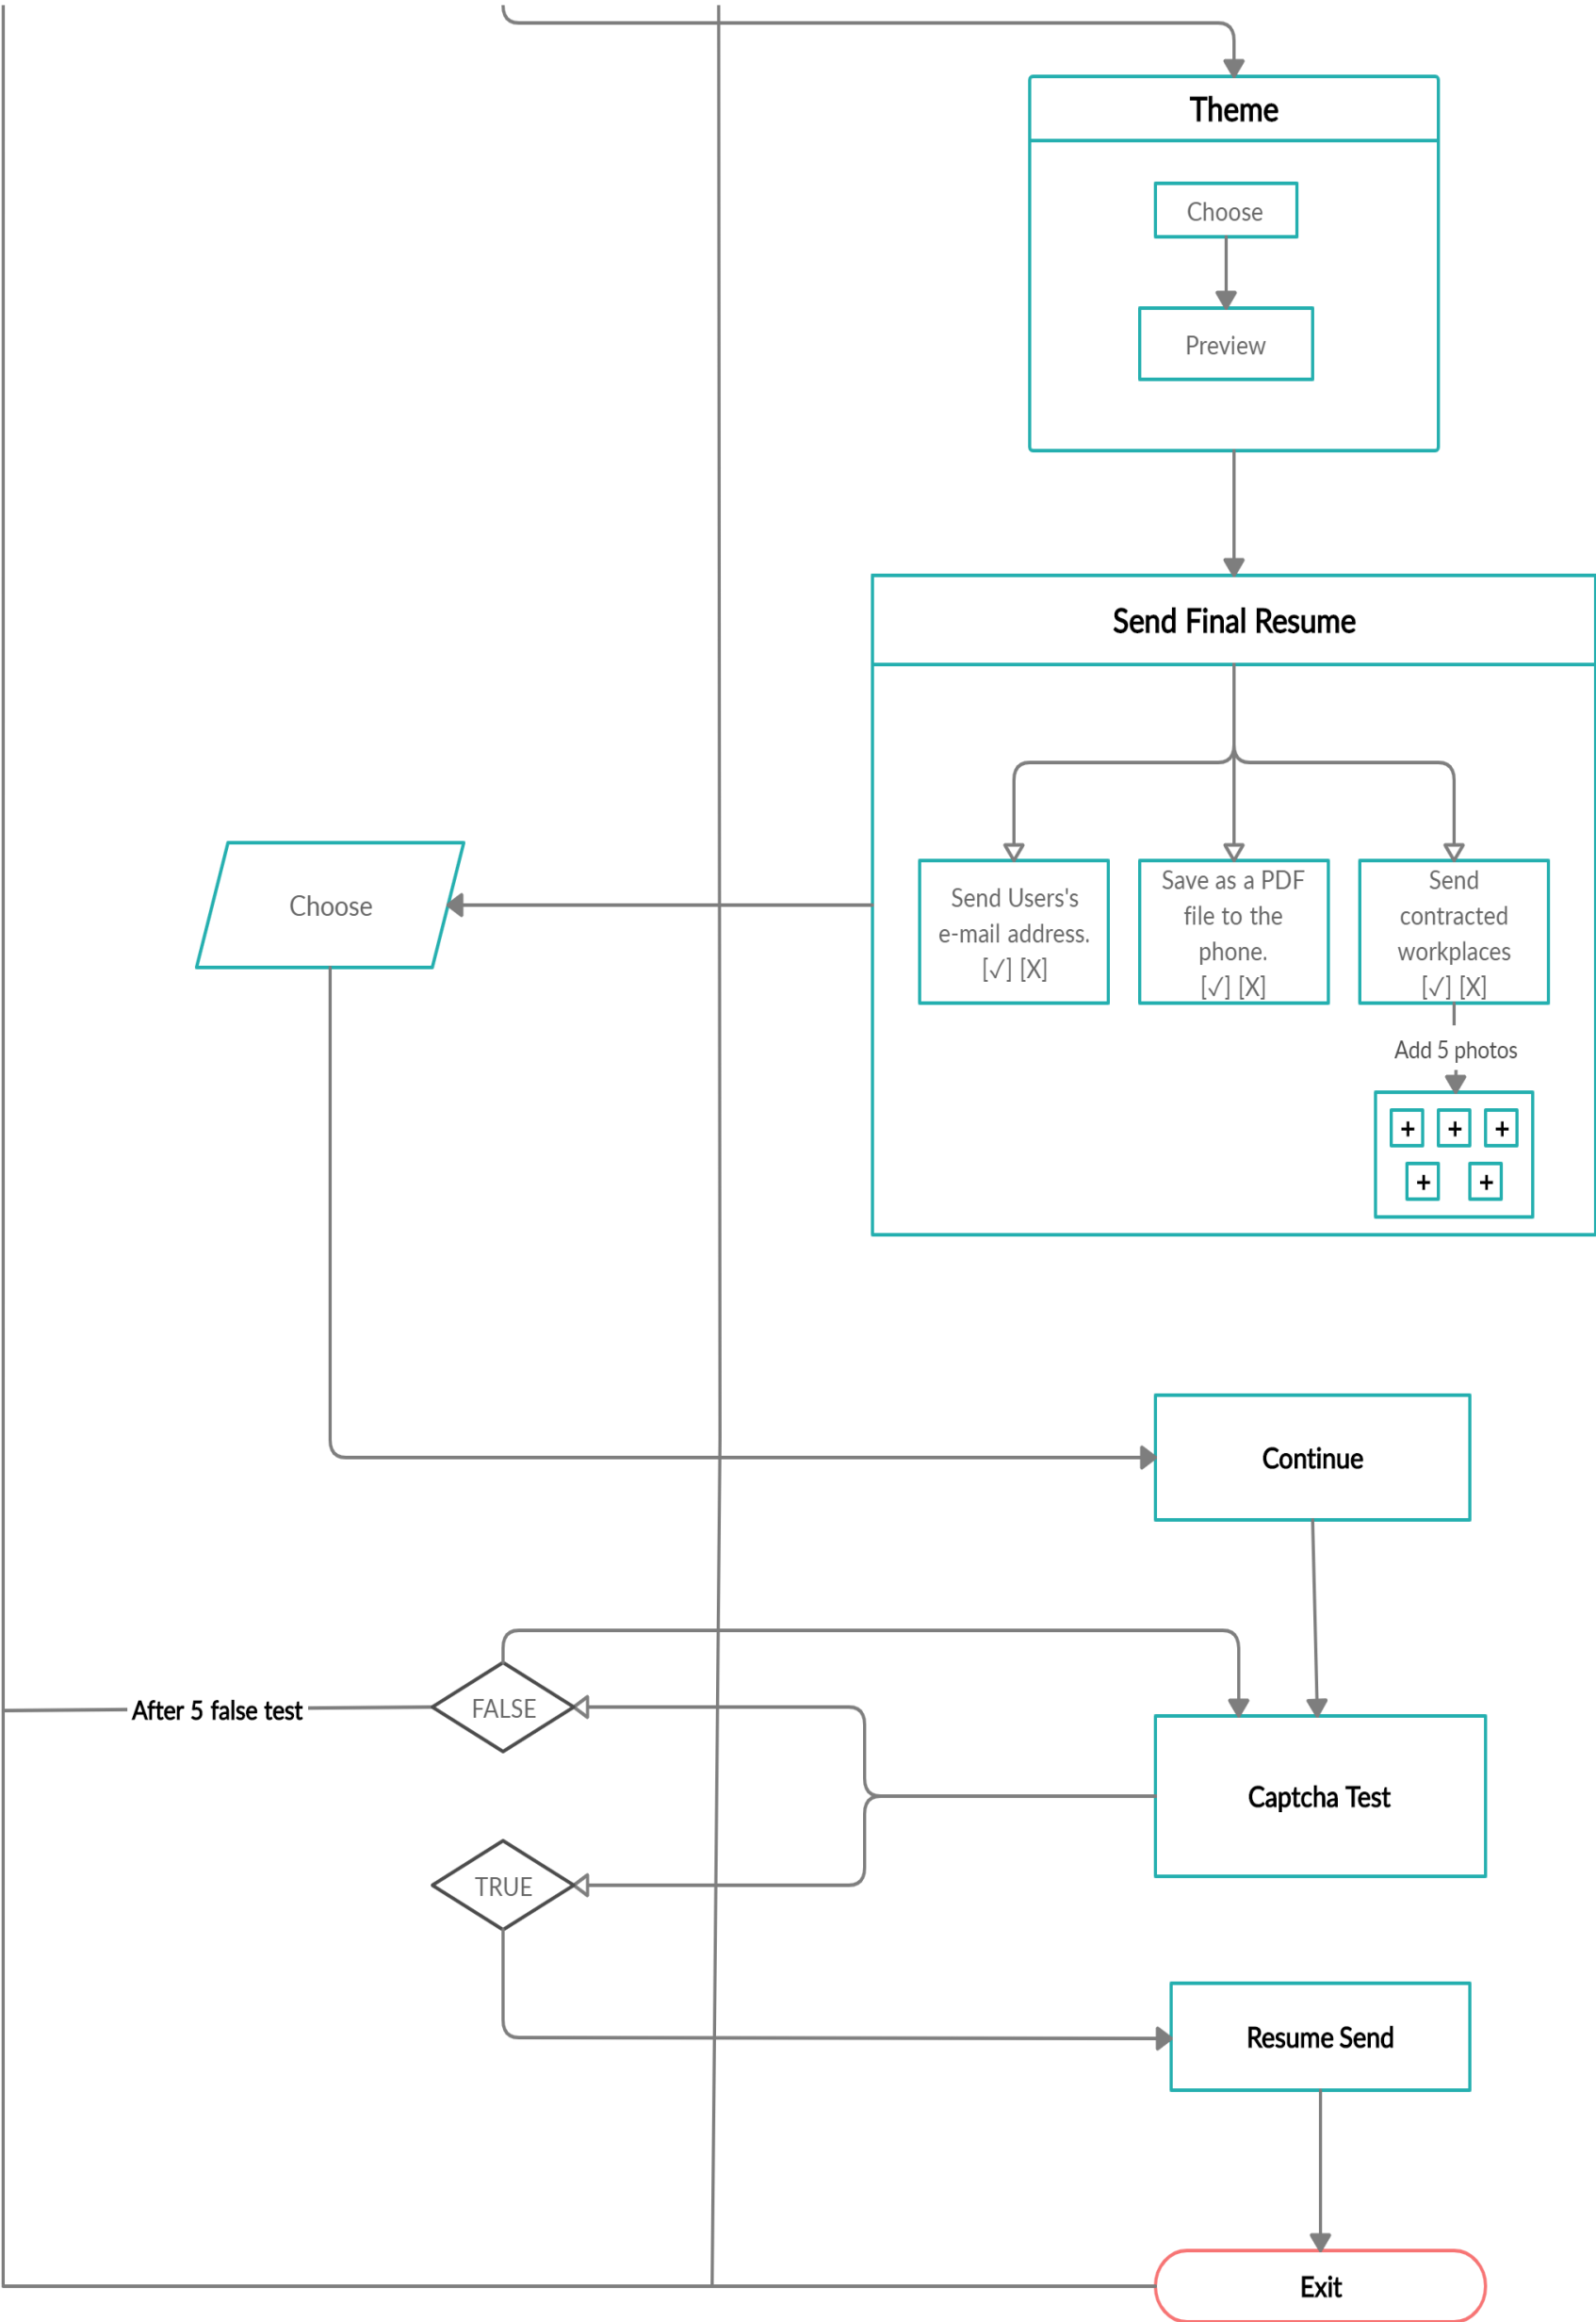 Theme
Choose
Preview
Send Final Resume
Choose
Send Users's
e-mail address.
[✓] [X]
Save as a PDF
file to the
phone.
[✓] [X]
Send
contracted
workplaces
[✓] [X]
Add 5 photos
+ + +
+ +
Continue
After 5 false test
FALSE
Captcha Test
TRUE
Resume Send
Exit